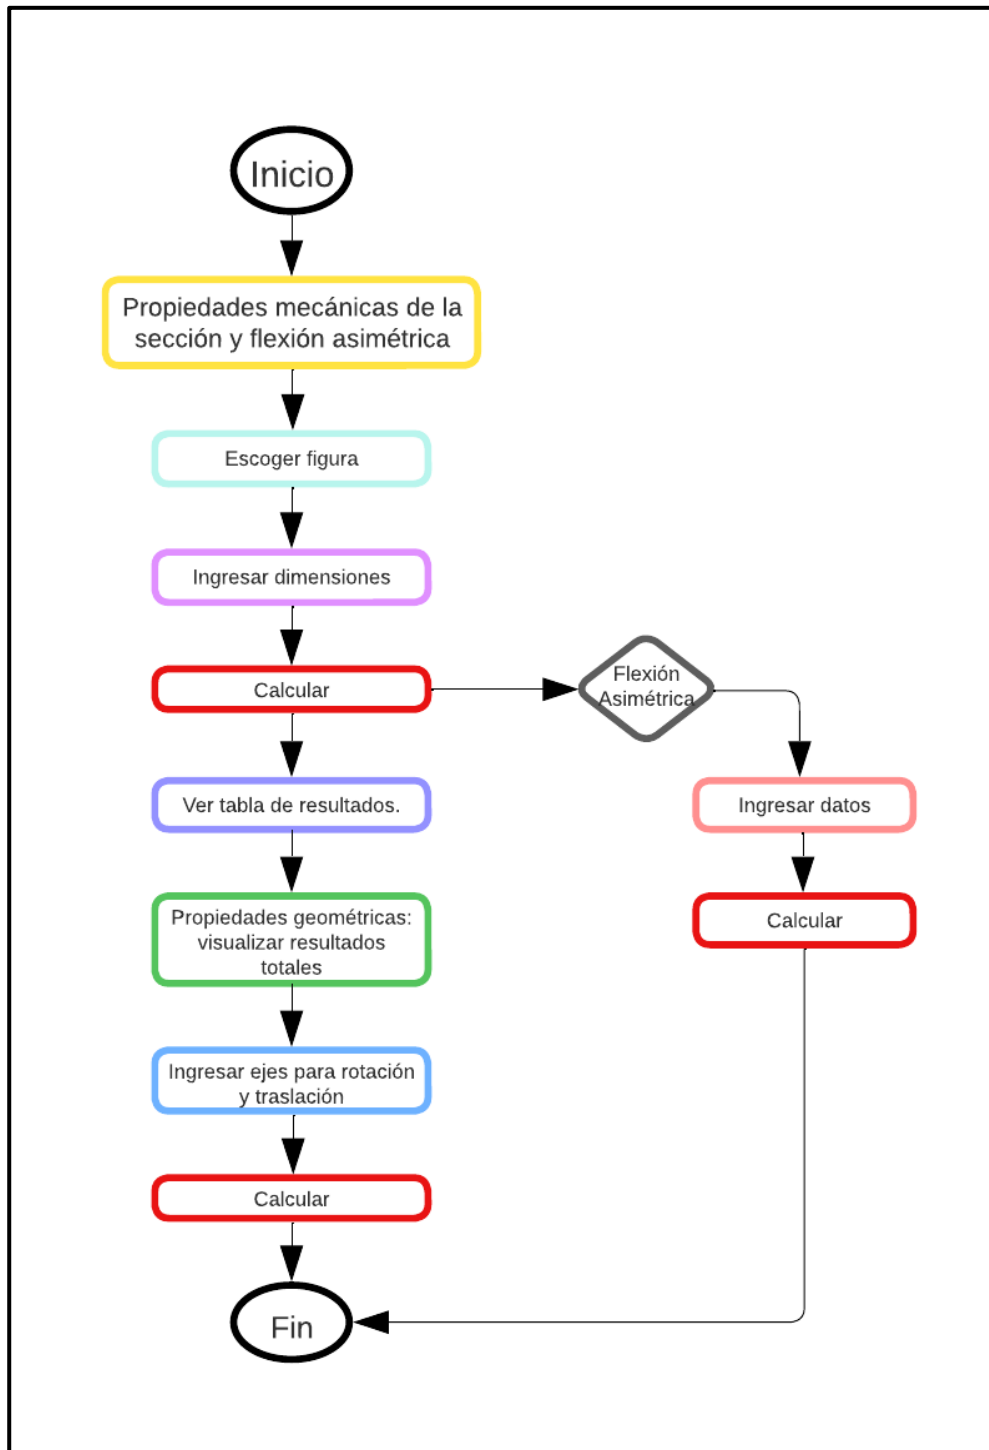 Inicio
Propiedades mecánicas de la
sección y flexión asimétrica
Escoger figura
Ingresar dimensiones
Calcular
Flexión
Asimétrica
Ver tabla de resultados.
Ingresar datos
Propiedades geométricas:
visualizar resultados
totales
Calcular
Ingresar ejes para rotación
y traslación
Calcular
Fin